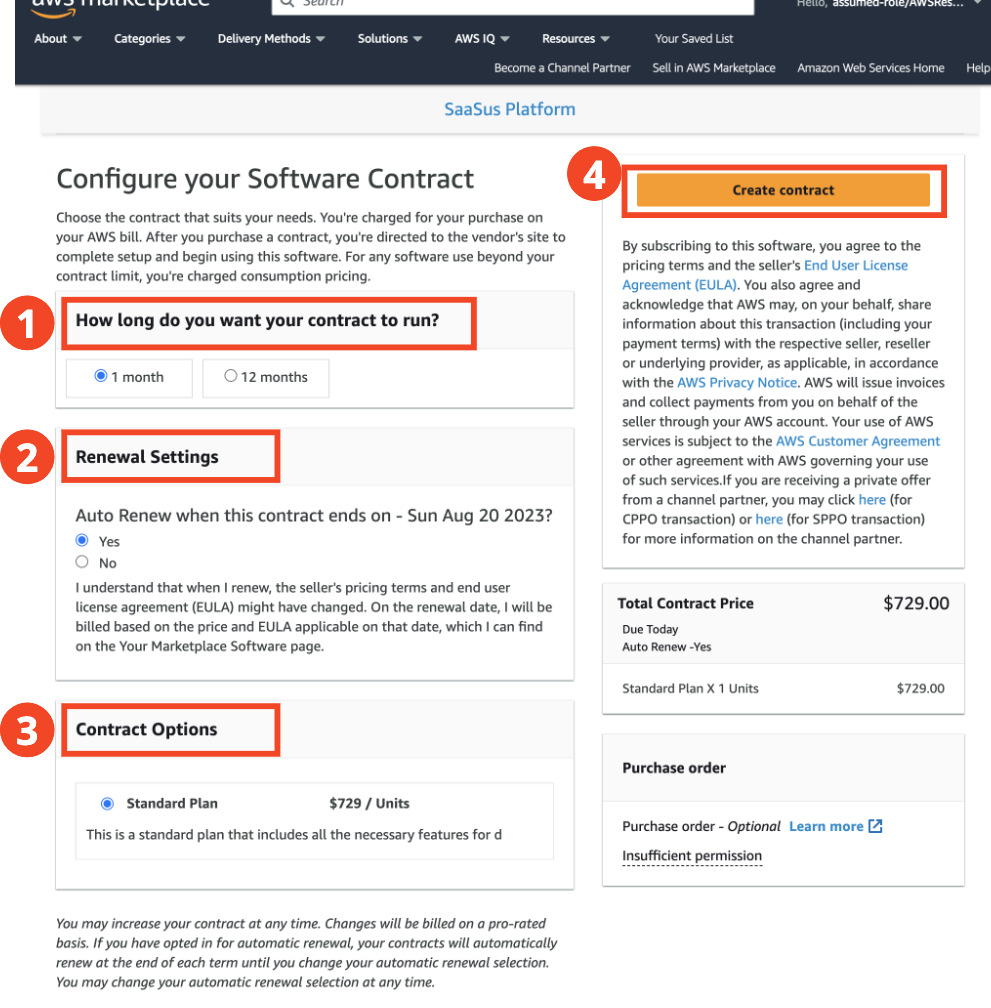 aws marketplace
Search
Hello, assumed-role/AWSRes...
About
Categories
Delivery Methods
Solutions
AWS IQ
Resources
Your Saved List
Become a Channel Partner
Sell in AWS Marketplace
Amazon Web Services Home
Help
SaaSus Platform
Configure your Software Contract
Choose the contract that suits your needs. You're charged for your purchase on
your AWS bill. After you purchase a contract, you're directed to the vendor's site to
complete setup and begin using this software. For any software use beyond your
contract limit, you're charged consumption pricing.
1
How long do you want your contract to run?
1 month
12 months
2
Renewal Settings
Auto Renew when this contract ends on - Sun Aug 20 2023?
Yes
No
I understand that when I renew, the seller's pricing terms and end user
license agreement (EULA) might have changed. On the renewal date, I will be
billed based on the price and EULA applicable on that date, which I can find
on the Your Marketplace Software page.
3
Contract Options
Standard Plan
$729 / Units
This is a standard plan that includes all the necessary features for d
You may increase your contract at any time. Changes will be billed on a pro-rated
basis. If you have opted in for automatic renewal, your contracts will automatically
renew at the end of each term until you change your automatic renewal selection.
You may change your automatic renewal selection at any time.
4
Create contract
By subscribing to this software, you agree to the
pricing terms and the seller's End User License
Agreement (EULA). You also agree and
acknowledge that AWS may, on your behalf, share
information about this transaction (including your
payment terms) with the respective seller, reseller
or underlying provider, as applicable, in accordance
with the AWS Privacy Notice. AWS will issue invoices
and collect payments from you on behalf of the
seller through your AWS account. Your use of AWS
services is subject to the AWS Customer Agreement
or other agreement with AWS governing your use
of such services.If you are receiving a private offer
from a channel partner, you may click here (for
CPPO transaction) or here (for SPPO transaction)
for more information on the channel partner.
Total Contract Price
$729.00
Due Today
Auto Renew -Yes
Standard Plan X 1 Units
$729.00
Purchase order
Purchase order - Optional Learn more
Insufficient permission